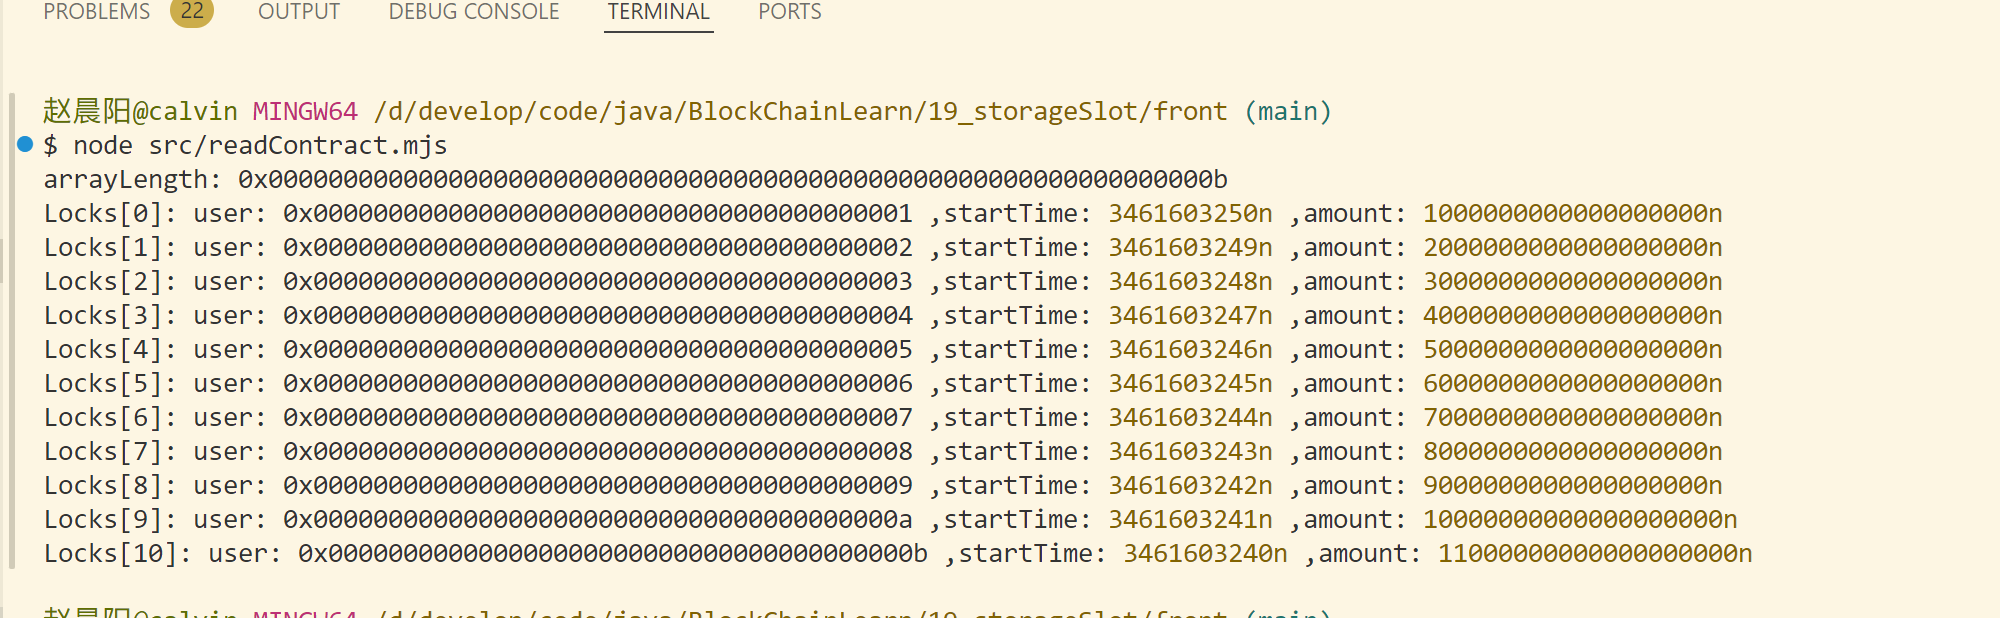 PROBLEMS 22 OUTPUT DEBUG CONSOLE TERMINAL PORTS
赵晨阳@calvin MINGW64 /d/develop/code/java/BlockChainLearn/19_storageSlot/front (main)
$ node src/readContract.mjs
arrayLength: 0x000000000000000000000000000000000000000000000000000000000000000b
Locks[0]: user: 0x0000000000000000000000000000000000000001 ,startTime: 3461603250n ,amount: 1000000000000000000n
Locks[1]: user: 0x0000000000000000000000000000000000000002 ,startTime: 3461603249n ,amount: 2000000000000000000n
Locks[2]: user: 0x0000000000000000000000000000000000000003 ,startTime: 3461603248n ,amount: 3000000000000000000n
Locks[3]: user: 0x0000000000000000000000000000000000000004 ,startTime: 3461603247n ,amount: 4000000000000000000n
Locks[4]: user: 0x0000000000000000000000000000000000000005 ,startTime: 3461603246n ,amount: 5000000000000000000n
Locks[5]: user: 0x0000000000000000000000000000000000000006 ,startTime: 3461603245n ,amount: 6000000000000000000n
Locks[6]: user: 0x0000000000000000000000000000000000000007 ,startTime: 3461603244n ,amount: 7000000000000000000n
Locks[7]: user: 0x0000000000000000000000000000000000000008 ,startTime: 3461603243n ,amount: 8000000000000000000n
Locks[8]: user: 0x0000000000000000000000000000000000000009 ,startTime: 3461603242n ,amount: 9000000000000000000n
Locks[9]: user: 0x000000000000000000000000000000000000000a ,startTime: 3461603241n ,amount: 10000000000000000000n
Locks[10]: user: 0x000000000000000000000000000000000000000b ,startTime: 3461603240n ,amount: 11000000000000000000n
赵晨阳@calvin MINGW64 /d/develop/code/java/BlockChainLearn/19_storageSlot/front (main)